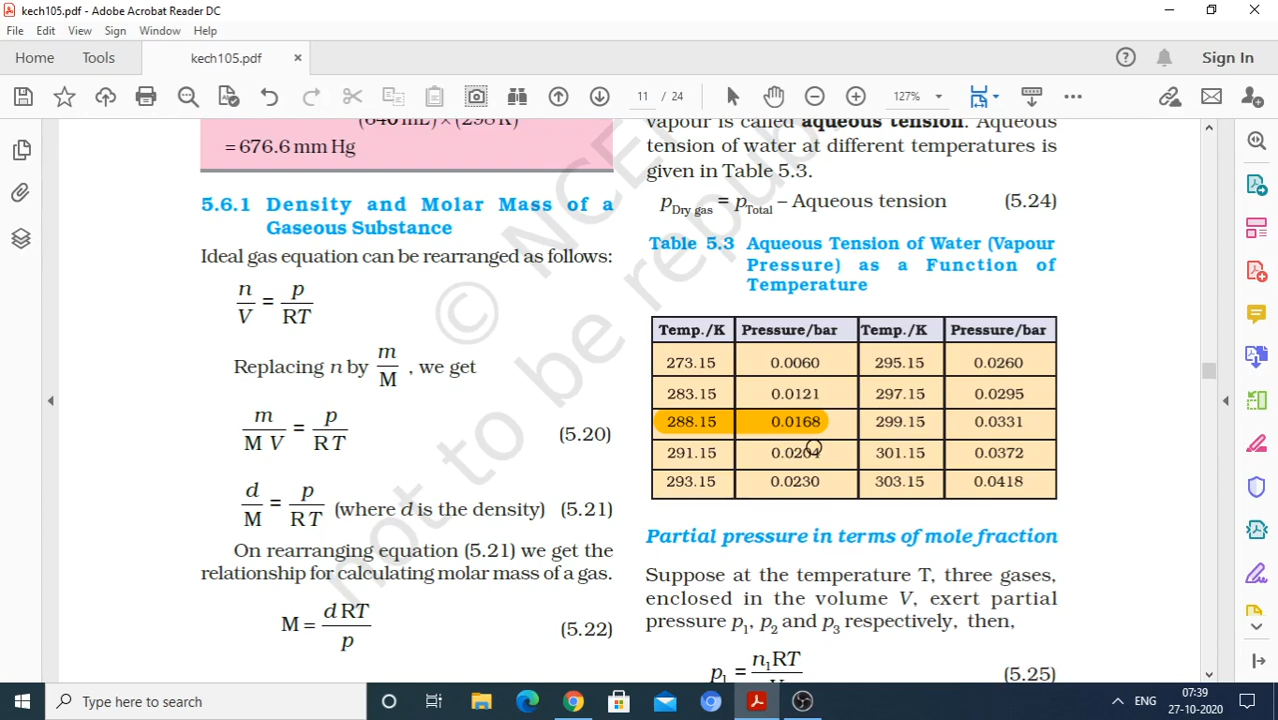 kech105.pdf - Adobe Acrobat Reader DC
File Edit View Sign Window Help
Home Tools kech105.pdf × Sign In
11 / 24 127%
(640 mL) × (298 K)
= 676.6 mm Hg
5.6.1 Density and Molar Mass of a
Gaseous Substance
Ideal gas equation can be rearranged as follows:
n/V = p/RT
Replacing n by m/M , we get
m/M V = p/R T (5.20)
d/M = p/R T (where d is the density) (5.21)
On rearranging equation (5.21) we get the
relationship for calculating molar mass of a gas.
M = d RT/p (5.22)
vapour is called aqueous tension. Aqueous
tension of water at different temperatures is
given in Table 5.3.
pDry gas = pTotal – Aqueous tension (5.24)
Table 5.3 Aqueous Tension of Water (Vapour
Pressure) as a Function of
Temperature
Temp./K Pressure/bar Temp./K Pressure/bar
273.15 0.0060 295.15 0.0260
283.15 0.0121 297.15 0.0295
288.15 0.0168 299.15 0.0331
291.15 0.0204 301.15 0.0372
293.15 0.0230 303.15 0.0418
Partial pressure in terms of mole fraction
Suppose at the temperature T, three gases,
enclosed in the volume V, exert partial
pressure p1, p2 and p3 respectively, then,
p1 = n1RT (5.25)
© NCE
not to be republ
Type here to search
ENG
07:39
27-10-2020